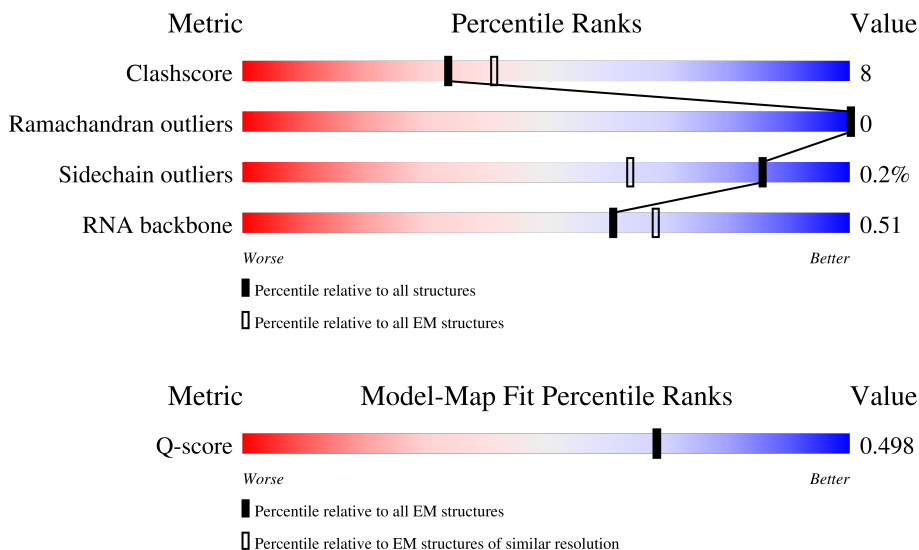 Metric Percentile Ranks Value
Clashscore 8
Ramachandran outliers 0
Sidechain outliers 0.2%
RNA backbone 0.51
Worse Better
Percentile relative to all structures
Percentile relative to all EM structures
Metric Model-Map Fit Percentile Ranks Value
Q-score 0.498
Worse Better
Percentile relative to all EM structures
Percentile relative to EM structures of similar resolution